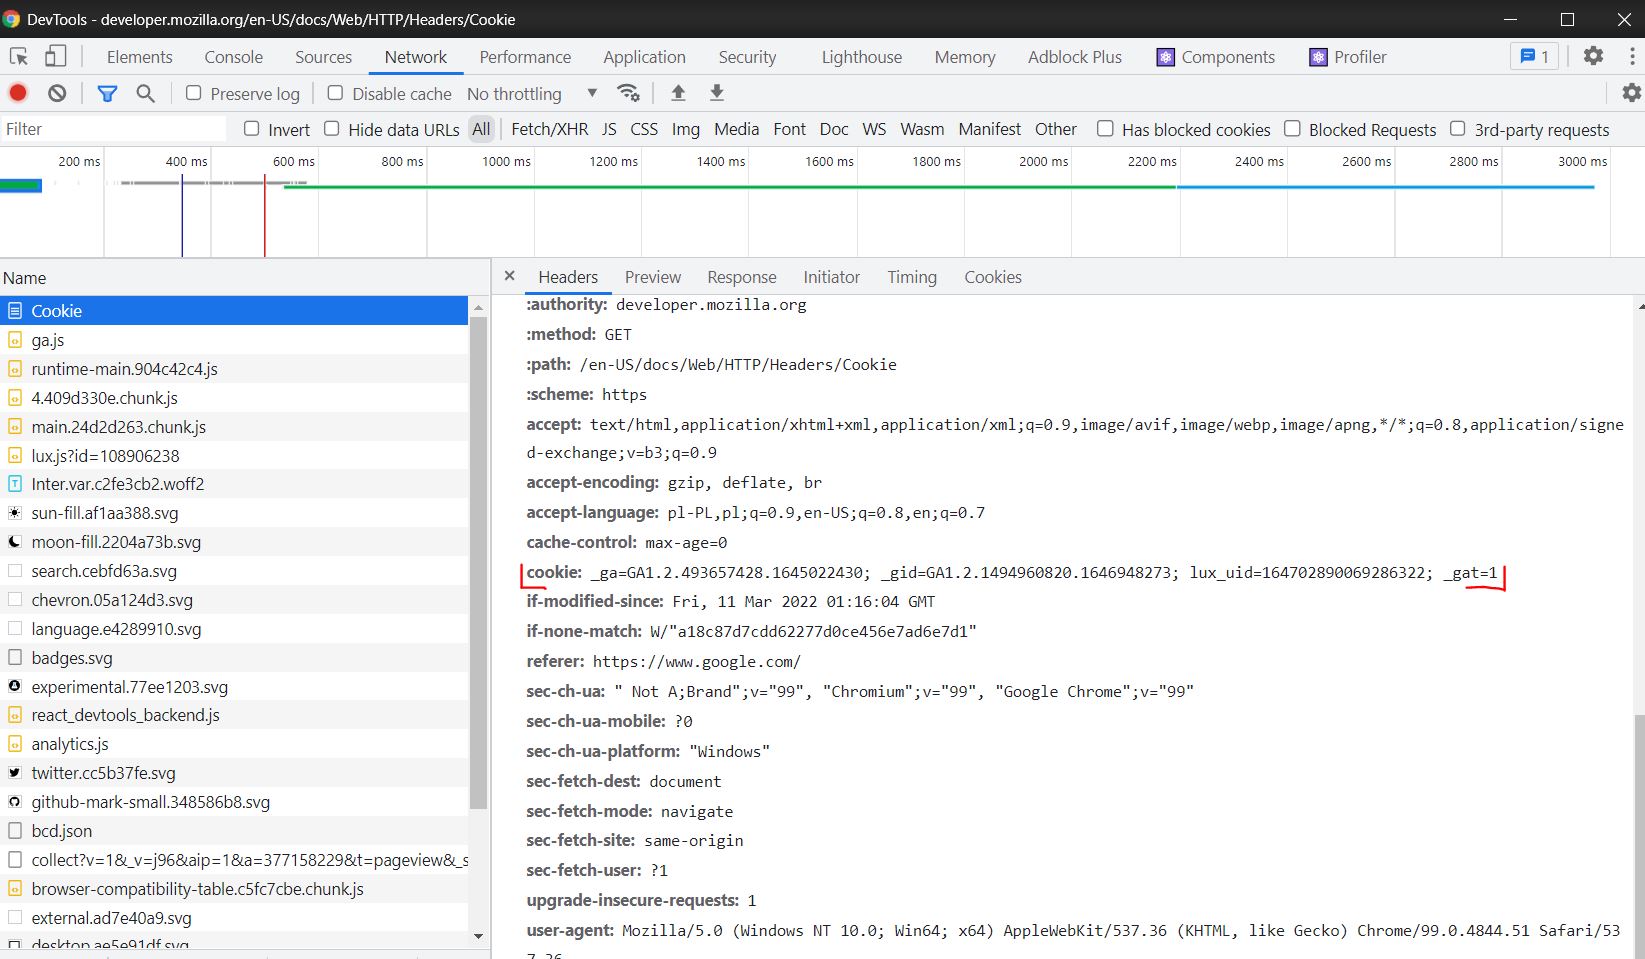 DevTools - developer.mozilla.org/en-US/docs/Web/HTTP/Headers/Cookie
Elements Console Sources Network Performance Application Security Lighthouse Memory Adblock Plus Components Profiler 1
Preserve log Disable cache No throttling
Filter Invert Hide data URLs All Fetch/XHR JS CSS Img Media Font Doc WS Wasm Manifest Other Has blocked cookies Blocked Requests 3rd-party requests
200 ms 400 ms 600 ms 800 ms 1000 ms 1200 ms 1400 ms 1600 ms 1800 ms 2000 ms 2200 ms 2400 ms 2600 ms 2800 ms 3000 ms
Name
Cookie
ga.js
runtime-main.904c42c4.js
4.409d330e.chunk.js
main.24d2d263.chunk.js
lux.js?id=108906238
Inter.var.c2fe3cb2.woff2
sun-fill.af1aa388.svg
moon-fill.2204a73b.svg
search.cebfd63a.svg
chevron.05a124d3.svg
language.e4289910.svg
badges.svg
experimental.77ee1203.svg
react_devtools_backend.js
analytics.js
twitter.cc5b37fe.svg
github-mark-small.348586b8.svg
bcd.json
collect?v=1&_v=j96&aip=1&a=377158229&t=pageview&_s
browser-compatibility-table.c5fc7cbe.chunk.js
external.ad7e40a9.svg
desktop.ae5e91df.svg
Headers Preview Response Initiator Timing Cookies
:authority: developer.mozilla.org
:method: GET
:path: /en-US/docs/Web/HTTP/Headers/Cookie
:scheme: https
accept: text/html,application/xhtml+xml,application/xml;q=0.9,image/avif,image/webp,image/apng,*/*;q=0.8,application/signe
d-exchange;v=b3;q=0.9
accept-encoding: gzip, deflate, br
accept-language: pl-PL,pl;q=0.9,en-US;q=0.8,en;q=0.7
cache-control: max-age=0
cookie: _ga=GA1.2.493657428.1645022430; _gid=GA1.2.1494960820.1646948273; lux_uid=164702890069286322; _gat=1
if-modified-since: Fri, 11 Mar 2022 01:16:04 GMT
if-none-match: W/"a18c87d7cdd62277d0ce456e7ad6e7d1"
referer: https://www.google.com/
sec-ch-ua: " Not A;Brand";v="99", "Chromium";v="99", "Google Chrome";v="99"
sec-ch-ua-mobile: ?0
sec-ch-ua-platform: "Windows"
sec-fetch-dest: document
sec-fetch-mode: navigate
sec-fetch-site: same-origin
sec-fetch-user: ?1
upgrade-insecure-requests: 1
user-agent: Mozilla/5.0 (Windows NT 10.0; Win64; x64) AppleWebKit/537.36 (KHTML, like Gecko) Chrome/99.0.4844.51 Safari/53
7.36